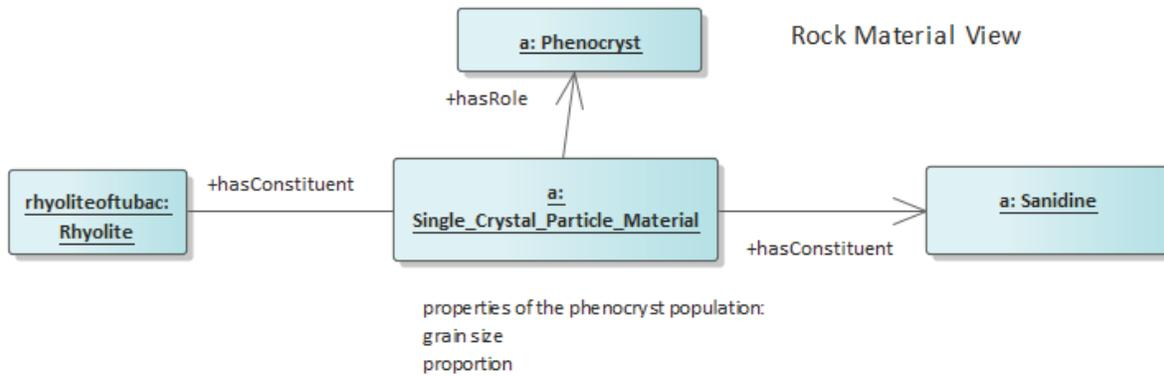 a: Phenocryst
Rock Material View
+hasRole
rhyoliteoftubac:
Rhyolite
+hasConstituent
a:
Single_Crystal_Particle_Material
a: Sanidine
+hasConstituent
properties of the phenocryst population:
grain size
proportion